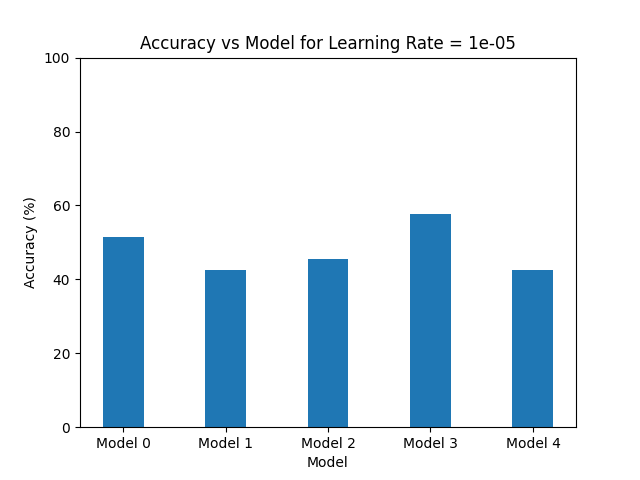 Accuracy vs Model for Learning Rate = 1e-05
100
80
60
40
20
0
Accuracy (%)
Model 0 Model 1 Model 2 Model 3 Model 4
Model